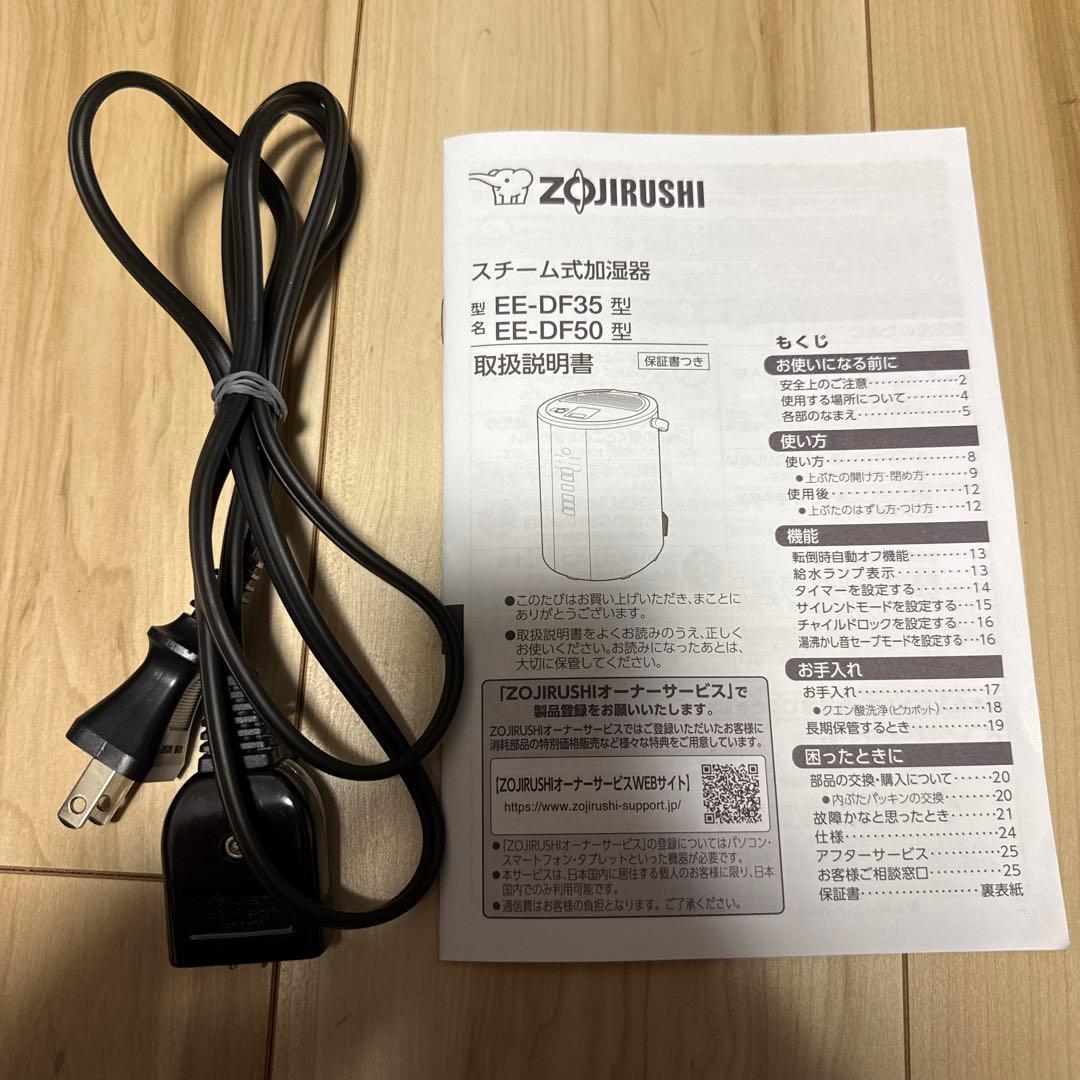 ZOJIRUSHI
スチーム式加湿器
型名 EE-DF35 型
EE-DF50 型
取扱説明書 保証書つき
●このたびはお買い上げいただき、まことに
ありがとうございます。
●取扱説明書をよくお読みのうえ、正しく
お使いください。お読みになったあとは、
大切に保管してください。
「ZOJIRUSHIオーナーサービス」で
製品登録をお願いいたします。
ZOJIRUSHIオーナーサービスではご登録いただいたお客様に
消耗部品の特別価格販売など様々な特典をご用意しています。
【ZOJIRUSHIオーナーサービスWEBサイト】
https://www.zojirushi-support.jp/
●「ZOJIRUSHIオーナーサービス」の登録についてはパソコン・
スマートフォン・タブレットといった機器が必要です。
●本サービスは、日本国内に居住する個人のお客様に限り、日本
国内でのみ利用可能です。
●通信費はお客様の負担となります。ご了承ください。
もくじ
お使いになる前に
安全上のご注意・・・・・・・・・・・・・・・2
使用する場所について・・・・・・・・・4
各部のなまえ・・・・・・・・・・・・・・・・・5
使い方
使い方・・・・・・・・・・・・・・・・・・・・・・8
●上ぶたの開け方・閉め方・・・・・・・9
使用後・・・・・・・・・・・・・・・・・・・・12
●上ぶたのはずし方・つけ方・・・・・12
機能
転倒時自動オフ機能・・・・・・・・・13
給水ランプ表示・・・・・・・・・・・・・13
タイマーを設定する・・・・・・・・・14
サイレントモードを設定する・・・15
チャイルドロックを設定する・・・16
湯沸かし音セーブモードを設定する・・・16
お手入れ
お手入れ・・・・・・・・・・・・・・・・・・17
●クエン酸洗浄（ピカポット）・・・・・・・18
長期保管するとき・・・・・・・・・・・19
困ったときに
部品の交換・購入について・・・・・・20
●内ぶたパッキンの交換・・・・・・・・・20
故障かなと思ったとき・・・・・・・21
仕様・・・・・・・・・・・・・・・・・・・・・・24
アフターサービス・・・・・・・・・・・25
お客様ご相談窓口・・・・・・・・・・・25
保証書・・・・・・・・・・・・・・・・・裏表紙